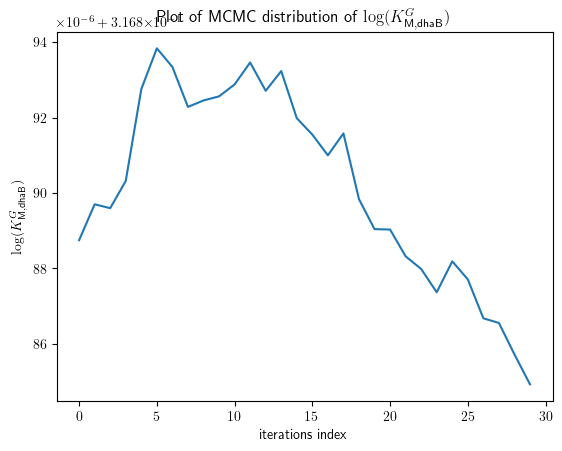 ×10⁻⁶ + 3.168×10
Plot of MCMC distribution of log(K^G_M,dhaB)
94
92
90
88
86
log(K^G_M,dhaB)
0 5 10 15 20 25 30
iterations index